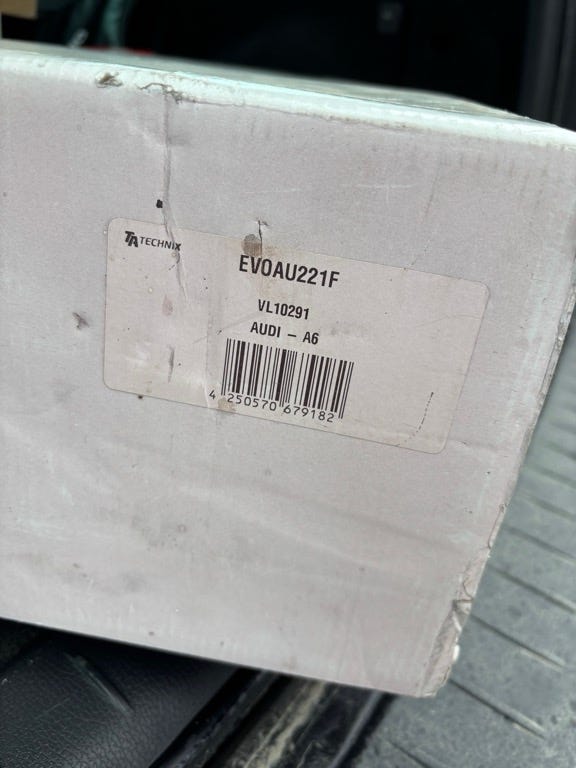 TA TECHNIX
EVOAU221F
VL10291
AUDI – A6
4 250570 679182